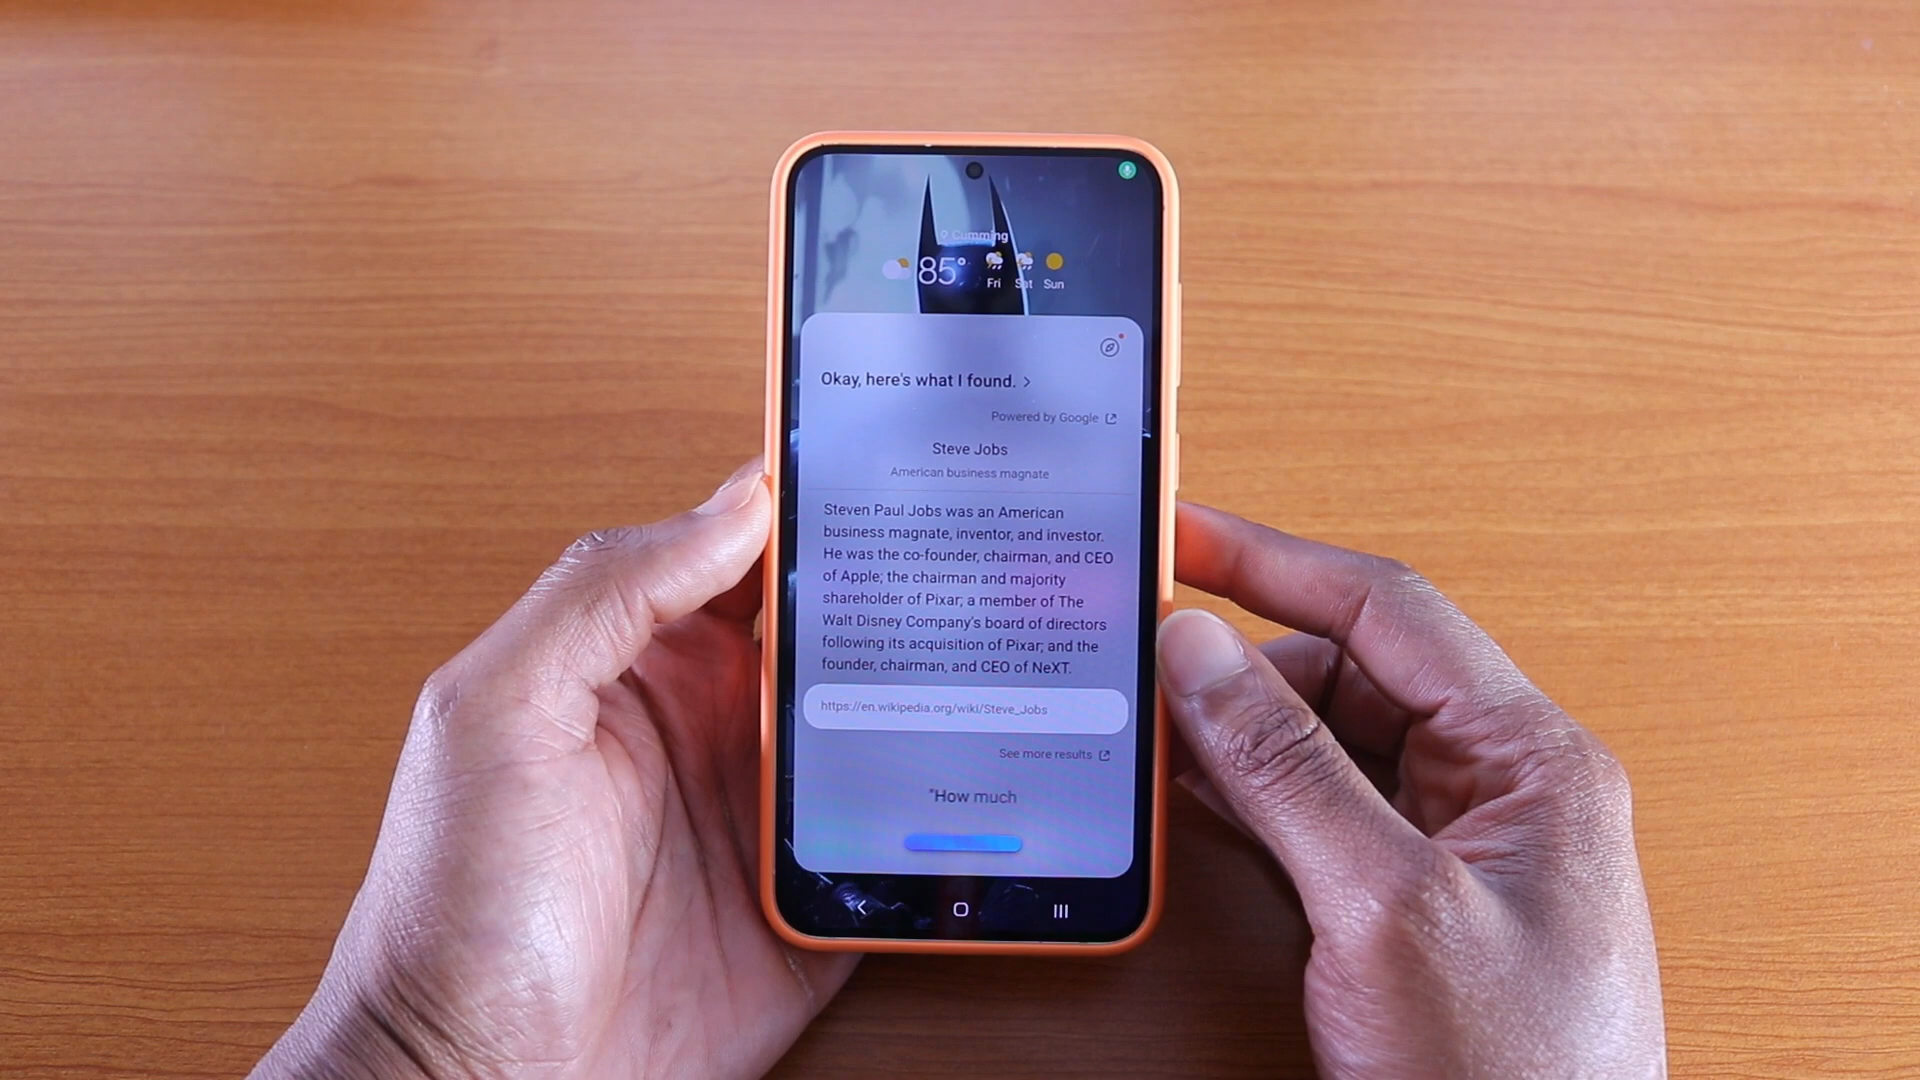 Cumming
85°
Fri Sat Sun
Okay, here's what I found. >
Powered by Google
Steve Jobs
American business magnate
Steven Paul Jobs was an American
business magnate, inventor, and investor.
He was the co-founder, chairman, and CEO
of Apple; the chairman and majority
shareholder of Pixar; a member of The
Walt Disney Company's board of directors
following its acquisition of Pixar; and the
founder, chairman, and CEO of NeXT.
https://en.wikipedia.org/wiki/Steve_Jobs
See more results
"How much